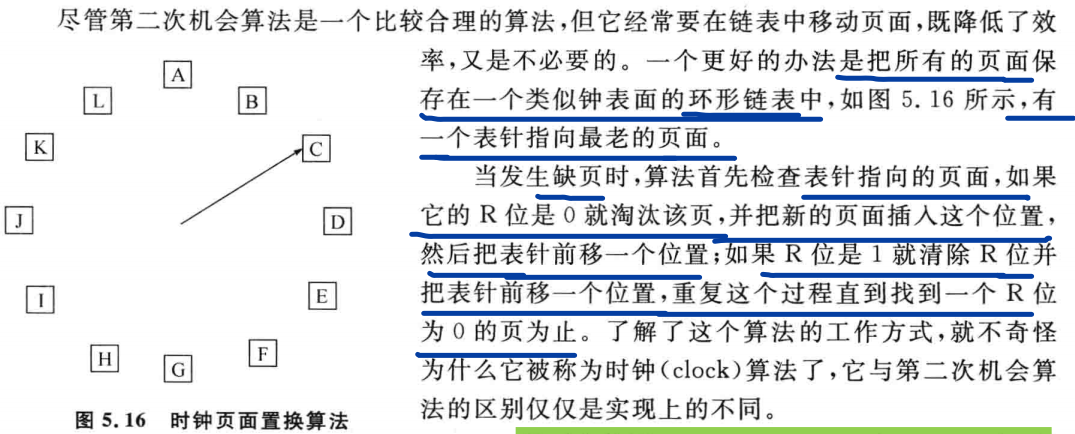 尽管第二次机会算法是一个比较合理的算法,但它经常要在链表中移动页面,既降低了效
率,又是不必要的。一个更好的办法是把所有的页面保
存在一个类似钟表面的环形链表中,如图 5.16 所示,有
一个表针指向最老的页面。
当发生缺页时,算法首先检查表针指向的页面,如果
它的 R 位是 0 就淘汰该页,并把新的页面插入这个位置,
然后把表针前移一个位置;如果 R 位是 1 就清除 R 位并
把表针前移一个位置,重复这个过程直到找到一个 R 位
为 0 的页为止。了解了这个算法的工作方式,就不奇怪
为什么它被称为时钟(clock)算法了,它与第二次机会算
法的区别仅仅是实现上的不同。
A
B
C
D
E
F
G
H
I
J
K
L
图 5.16 时钟页面置换算法